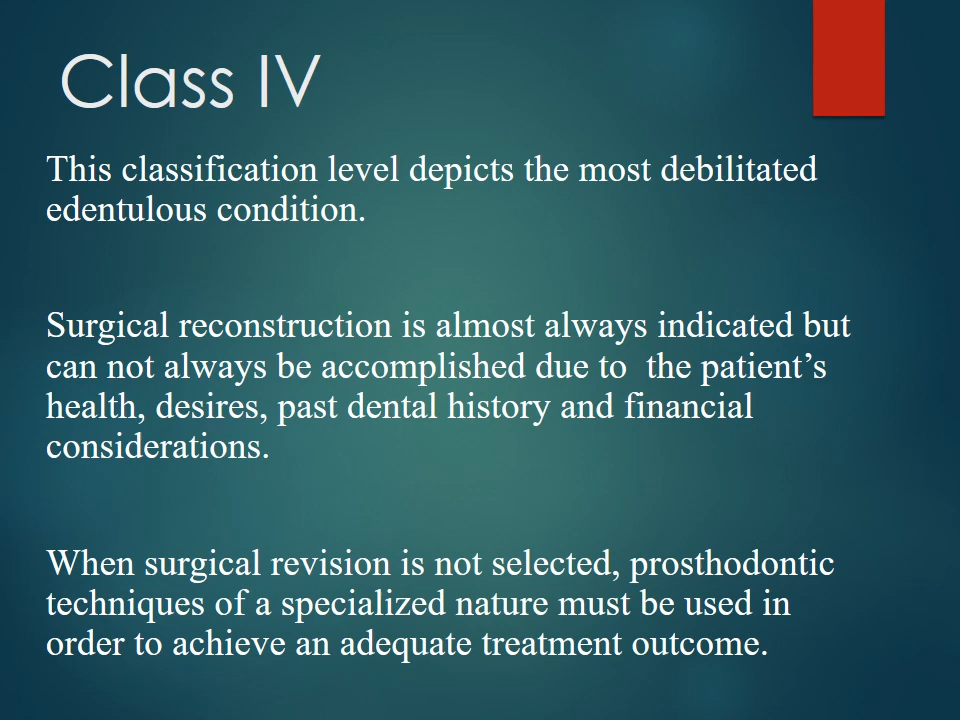 Class IV
This classification level depicts the most debilitated
edentulous condition.
Surgical reconstruction is almost always indicated but
can not always be accomplished due to  the patient’s
health, desires, past dental history and financial
considerations.
When surgical revision is not selected, prosthodontic
techniques of a specialized nature must be used in
order to achieve an adequate treatment outcome.